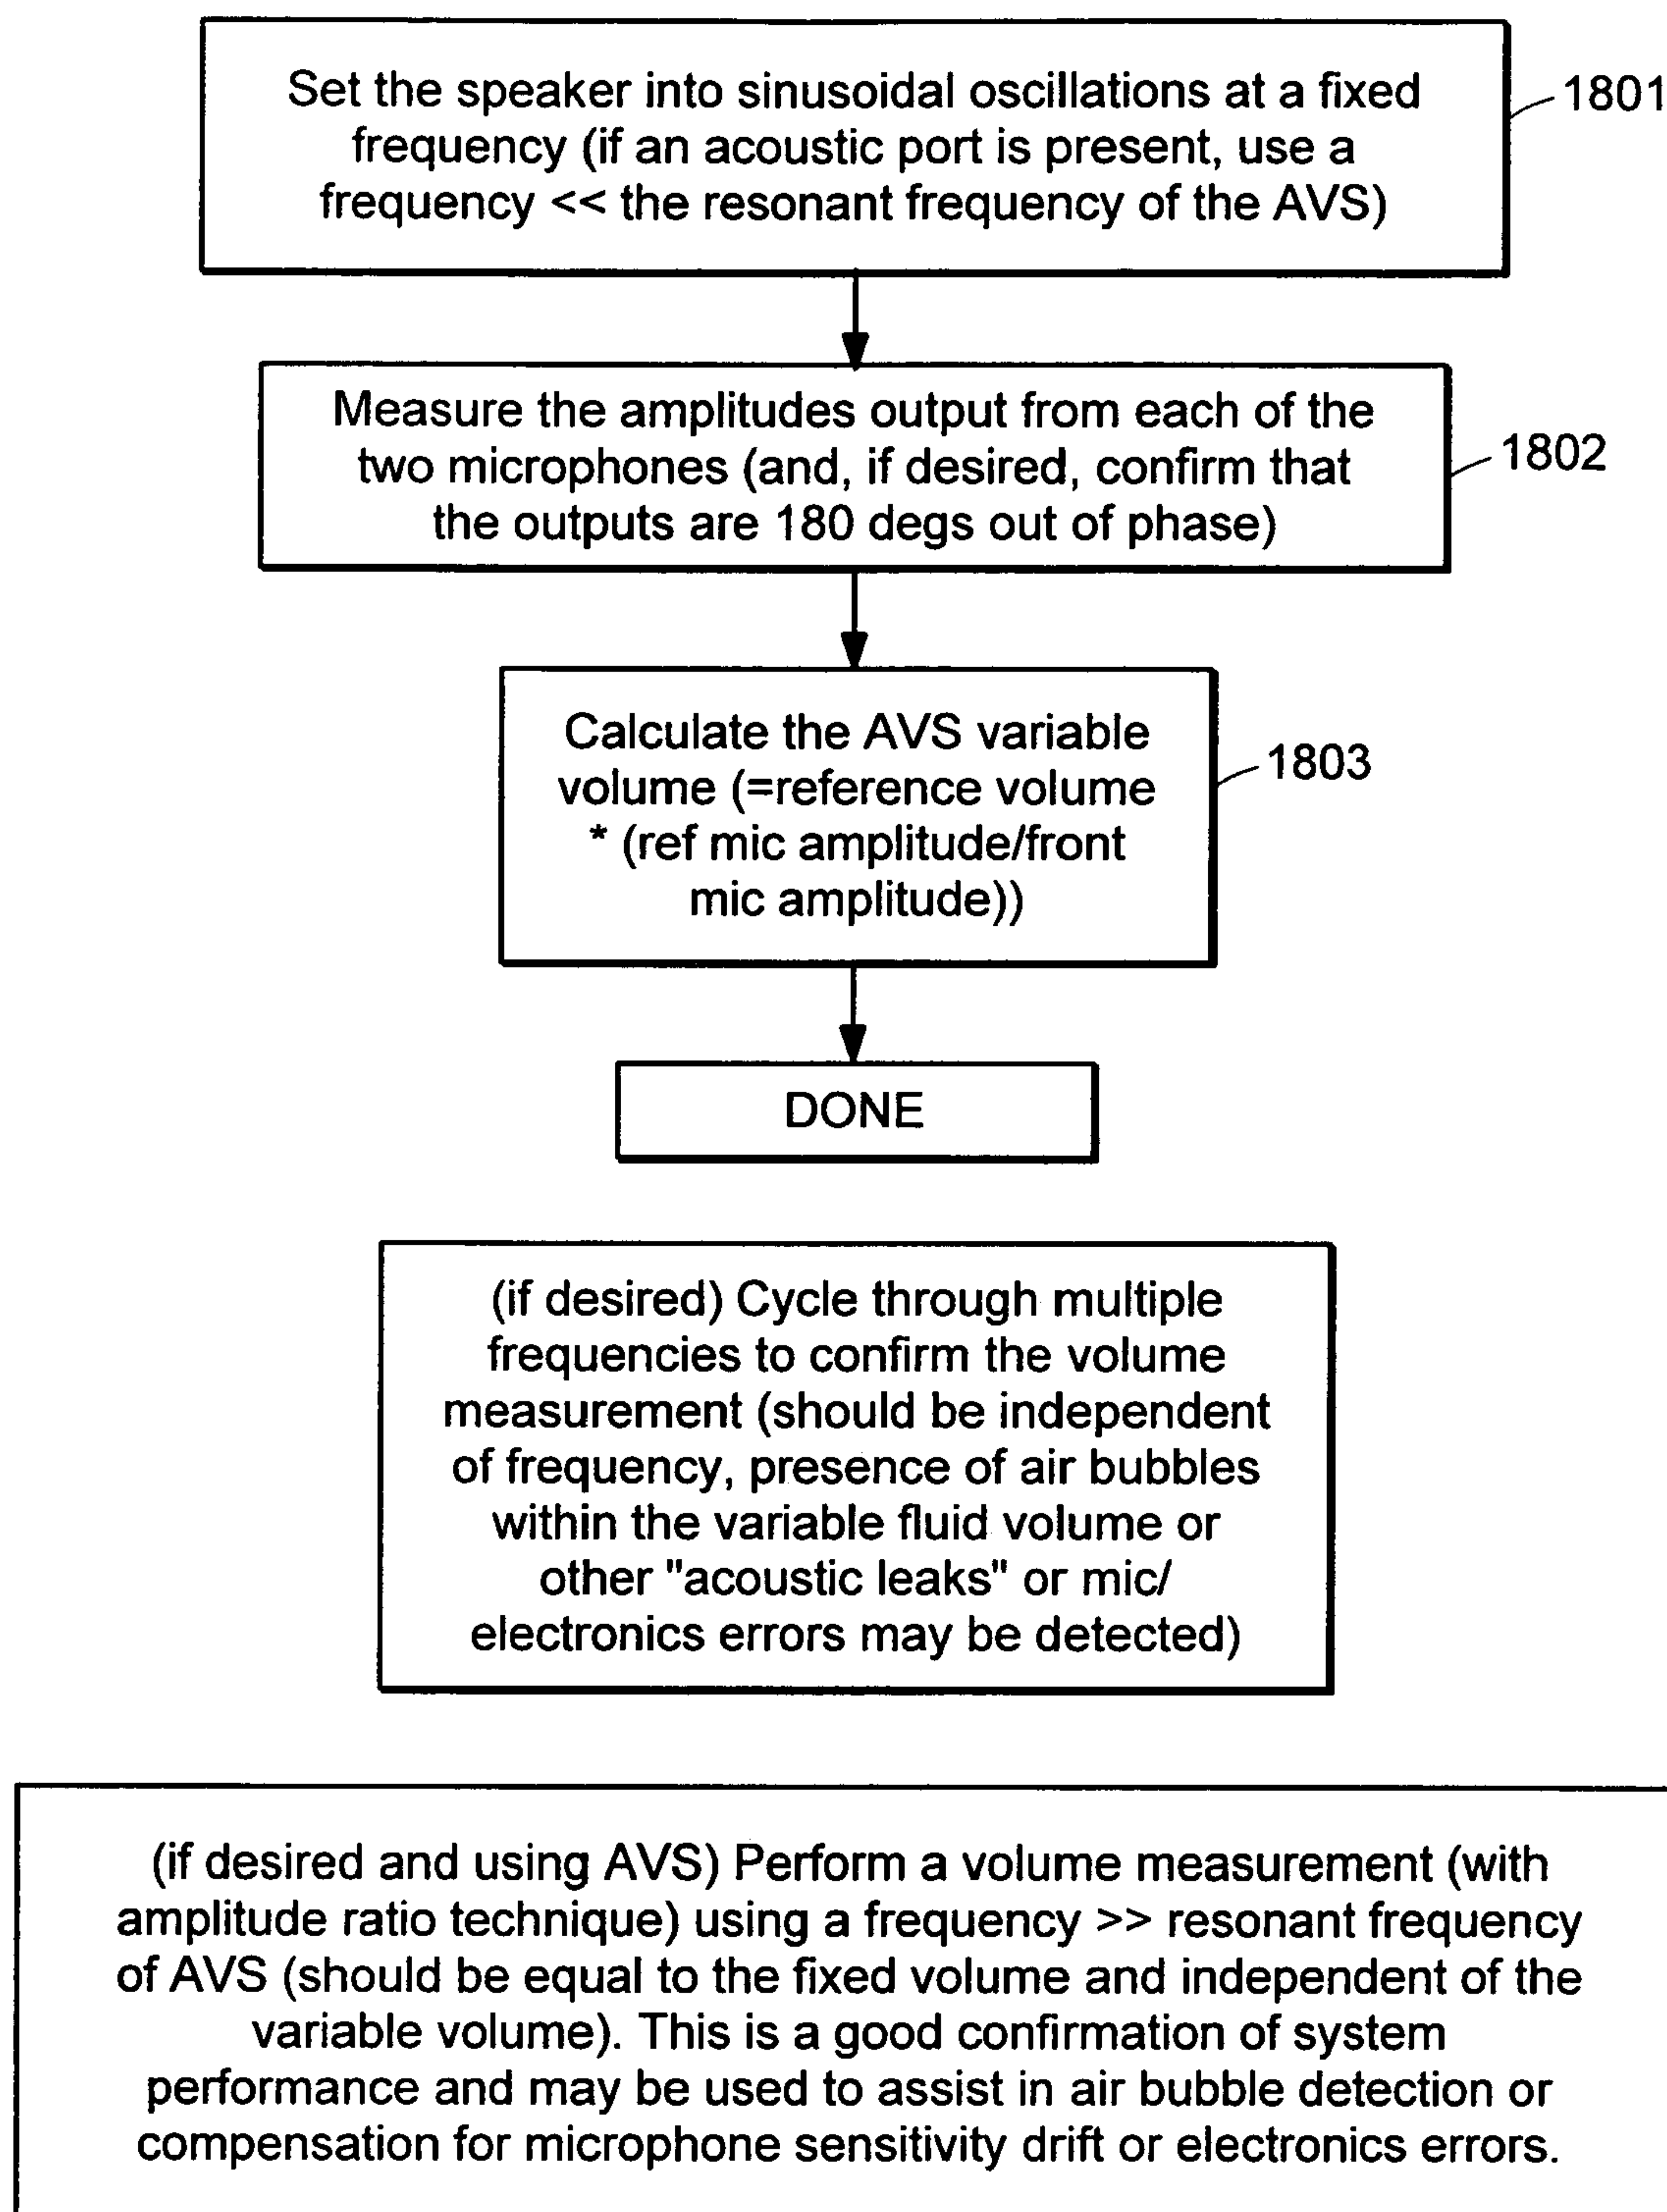 Set the speaker into sinusoidal oscillations at a fixed
frequency (if an acoustic port is present, use a
frequency << the resonant frequency of the AVS)
1801
Measure the amplitudes output from each of the
two microphones (and, if desired, confirm that
the outputs are 180 degs out of phase)
1802
Calculate the AVS variable
volume (=reference volume
* (ref mic amplitude/front
mic amplitude))
1803
DONE
(if desired) Cycle through multiple
frequencies to confirm the volume
measurement (should be independent
of frequency, presence of air bubbles
within the variable fluid volume or
other "acoustic leaks" or mic/
electronics errors may be detected)
(if desired and using AVS) Perform a volume measurement (with
amplitude ratio technique) using a frequency >> resonant frequency
of AVS (should be equal to the fixed volume and independent of the
variable volume). This is a good confirmation of system
performance and may be used to assist in air bubble detection or
compensation for microphone sensitivity drift or electronics errors.